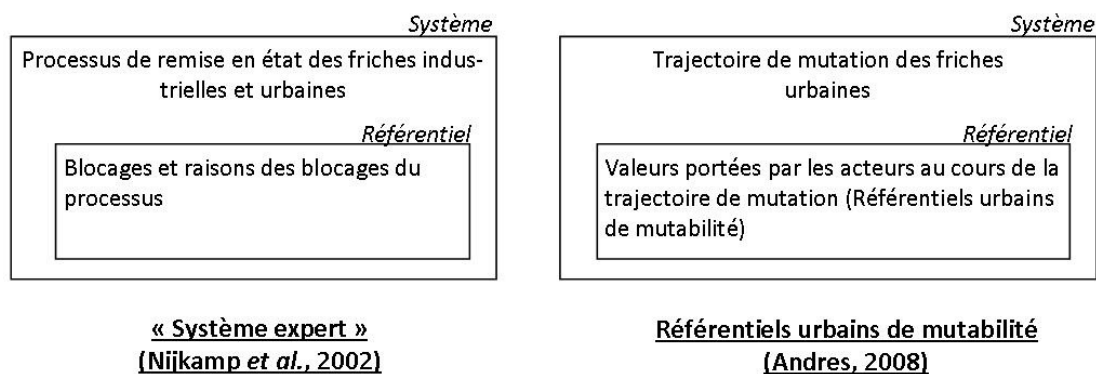 Système
Processus de remise en état des friches indus-
trielles et urbaines
Référentiel
Blocages et raisons des blocages du
processus
« Système expert »
(Nijkamp et al., 2002)
Système
Trajectoire de mutation des friches
urbaines
Référentiel
Valeurs portées par les acteurs au cours de la
trajectoire de mutation (Référentiels urbains
de mutabilité)
Référentiels urbains de mutabilité
(Andres, 2008)